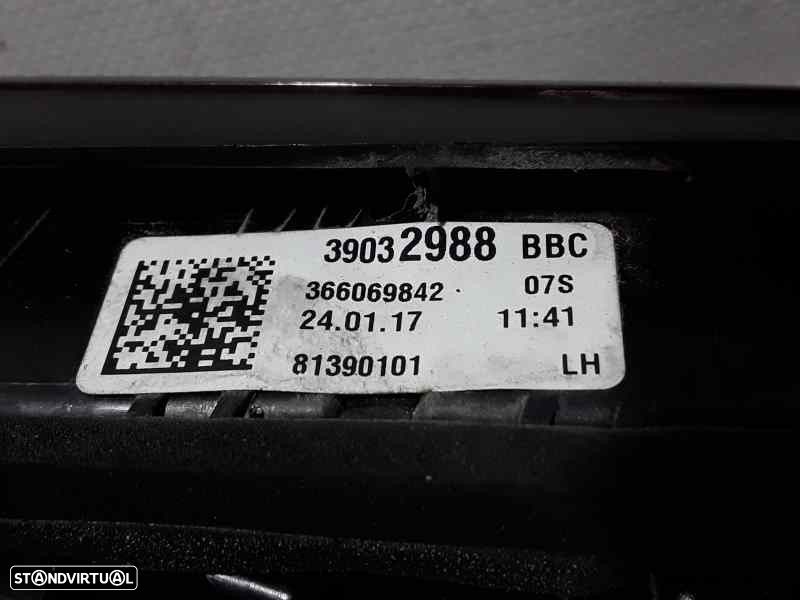 39032988 BBC
366069842 07S
24.01.17 11:41
81390101 LH
STANDVIRTUAL